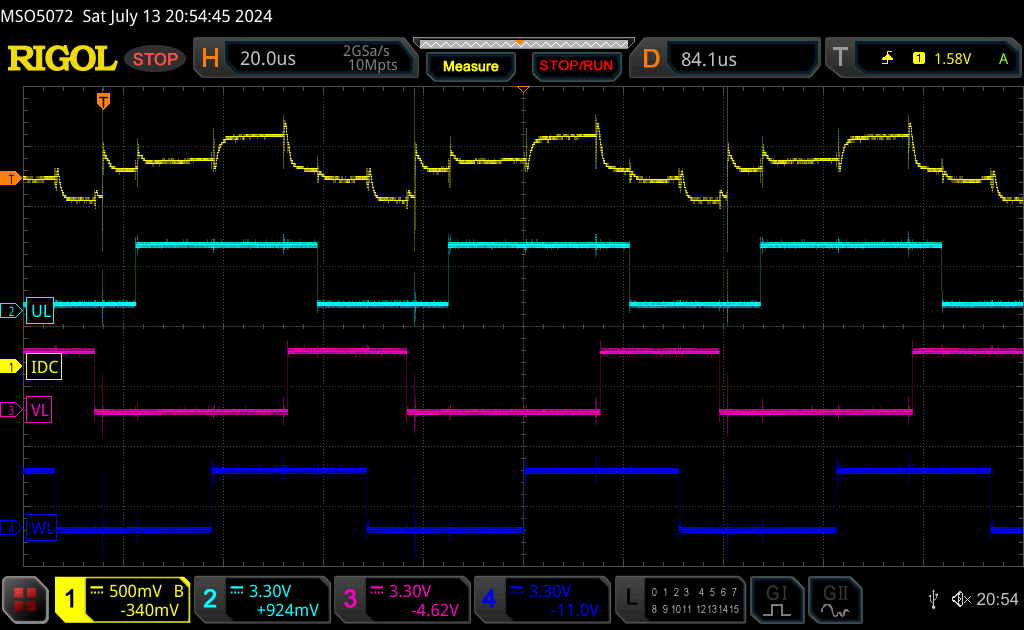 MSO5072 Sat July 13 20:54:45 2024
RIGOL STOP H 20.0us 2GSa/s 10Mpts Measure STOP/RUN D 84.1us T 1 1.58V A
T
T
2 UL
1 IDC
3 VL
4 WL
1 500mV B -340mV
2 3.30V +924mV
3 3.30V -4.62V
4 3.30V -11.0V
L 0 1 2 3 4 5 6 7
8 9 10 11 12 13 14 15
GI GII 20:54